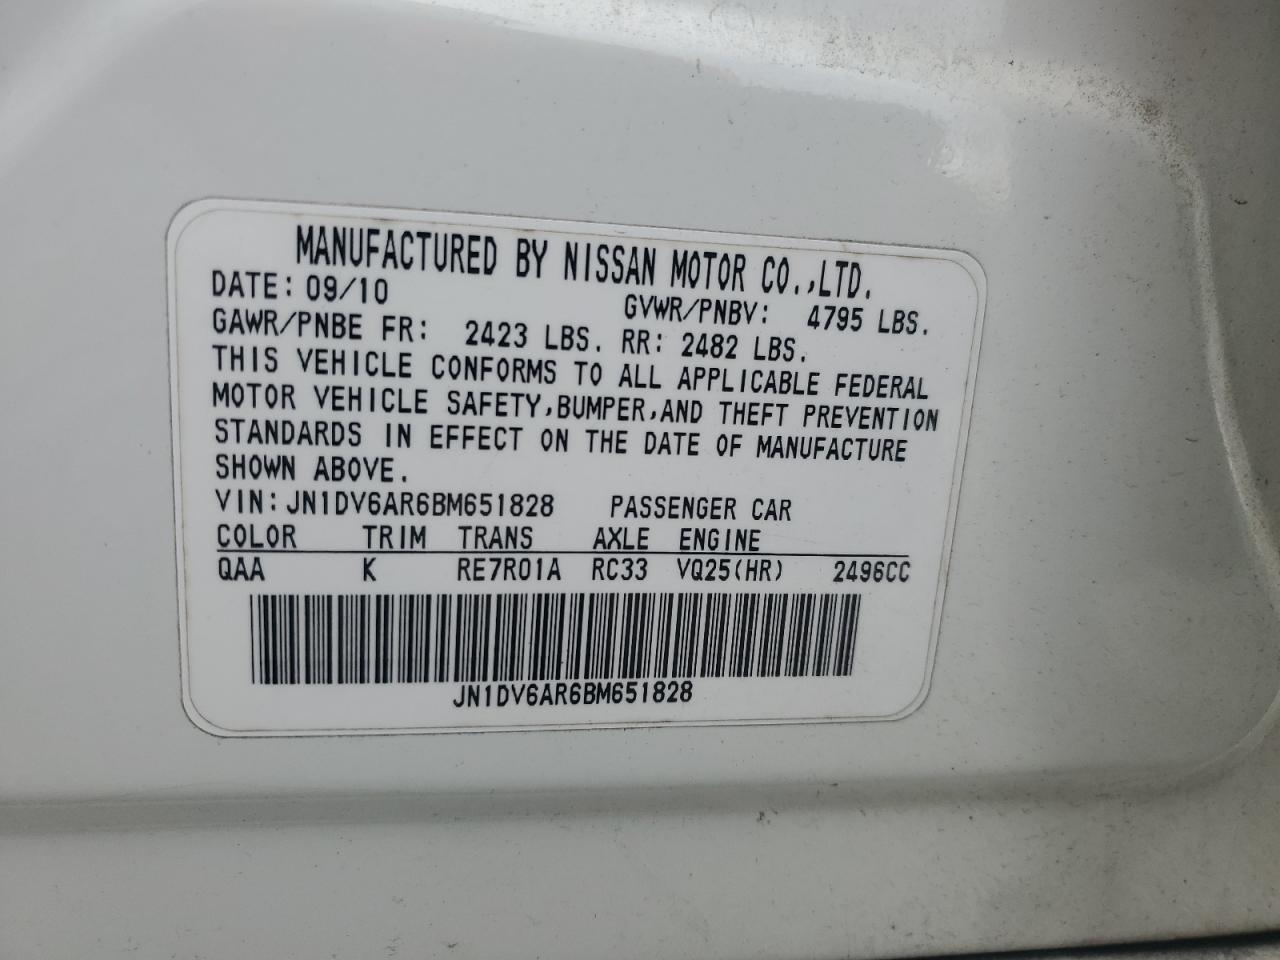 MANUFACTURED BY NISSAN MOTOR CO.,LTD.
DATE: 09/10 GVWR/PNBV: 4795 LBS.
GAWR/PNBE FR: 2423 LBS. RR: 2482 LBS.
THIS VEHICLE CONFORMS TO ALL APPLICABLE FEDERAL
MOTOR VEHICLE SAFETY,BUMPER,AND THEFT PREVENTION
STANDARDS IN EFFECT ON THE DATE OF MANUFACTURE
SHOWN ABOVE.
VIN: JN1DV6AR6BM651828 PASSENGER CAR
COLOR TRIM TRANS AXLE ENGINE
QAA K RE7R01A RC33 VQ25(HR) 2496CC
JN1DV6AR6BM651828